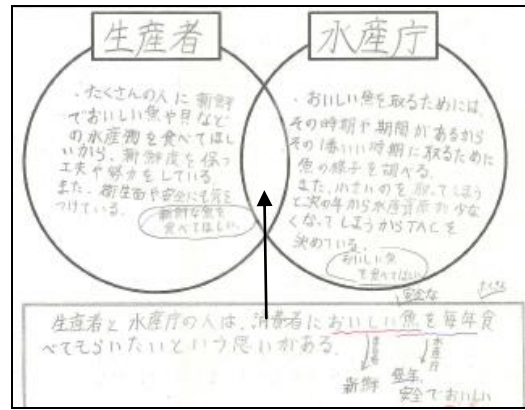 生産者
・たくさんの人に新鮮
でおいしい魚や貝など
の水産物を食べてほし
いから、新鮮度を保つ
工夫や努力をしている。
また、衛生面や安全にも気を
つけている。
新鮮な魚を
食べてほしい。
水産庁
・おいしい魚を取るためには、
その時期や期間があるから
その1番いい時期に取るために
魚の様子を調べる。
また、小さいのを取ってしまう
と次の年から水産資源が少な
くなってしまうからTACを
決めている。
おいしい魚
を食べてほしい
安全な
生産者と水産庁の人は、消費者においしい魚を毎年食
べてもらいたいという思いがある。
生産者
水産庁
新鮮
毎年、
安全でおいしい